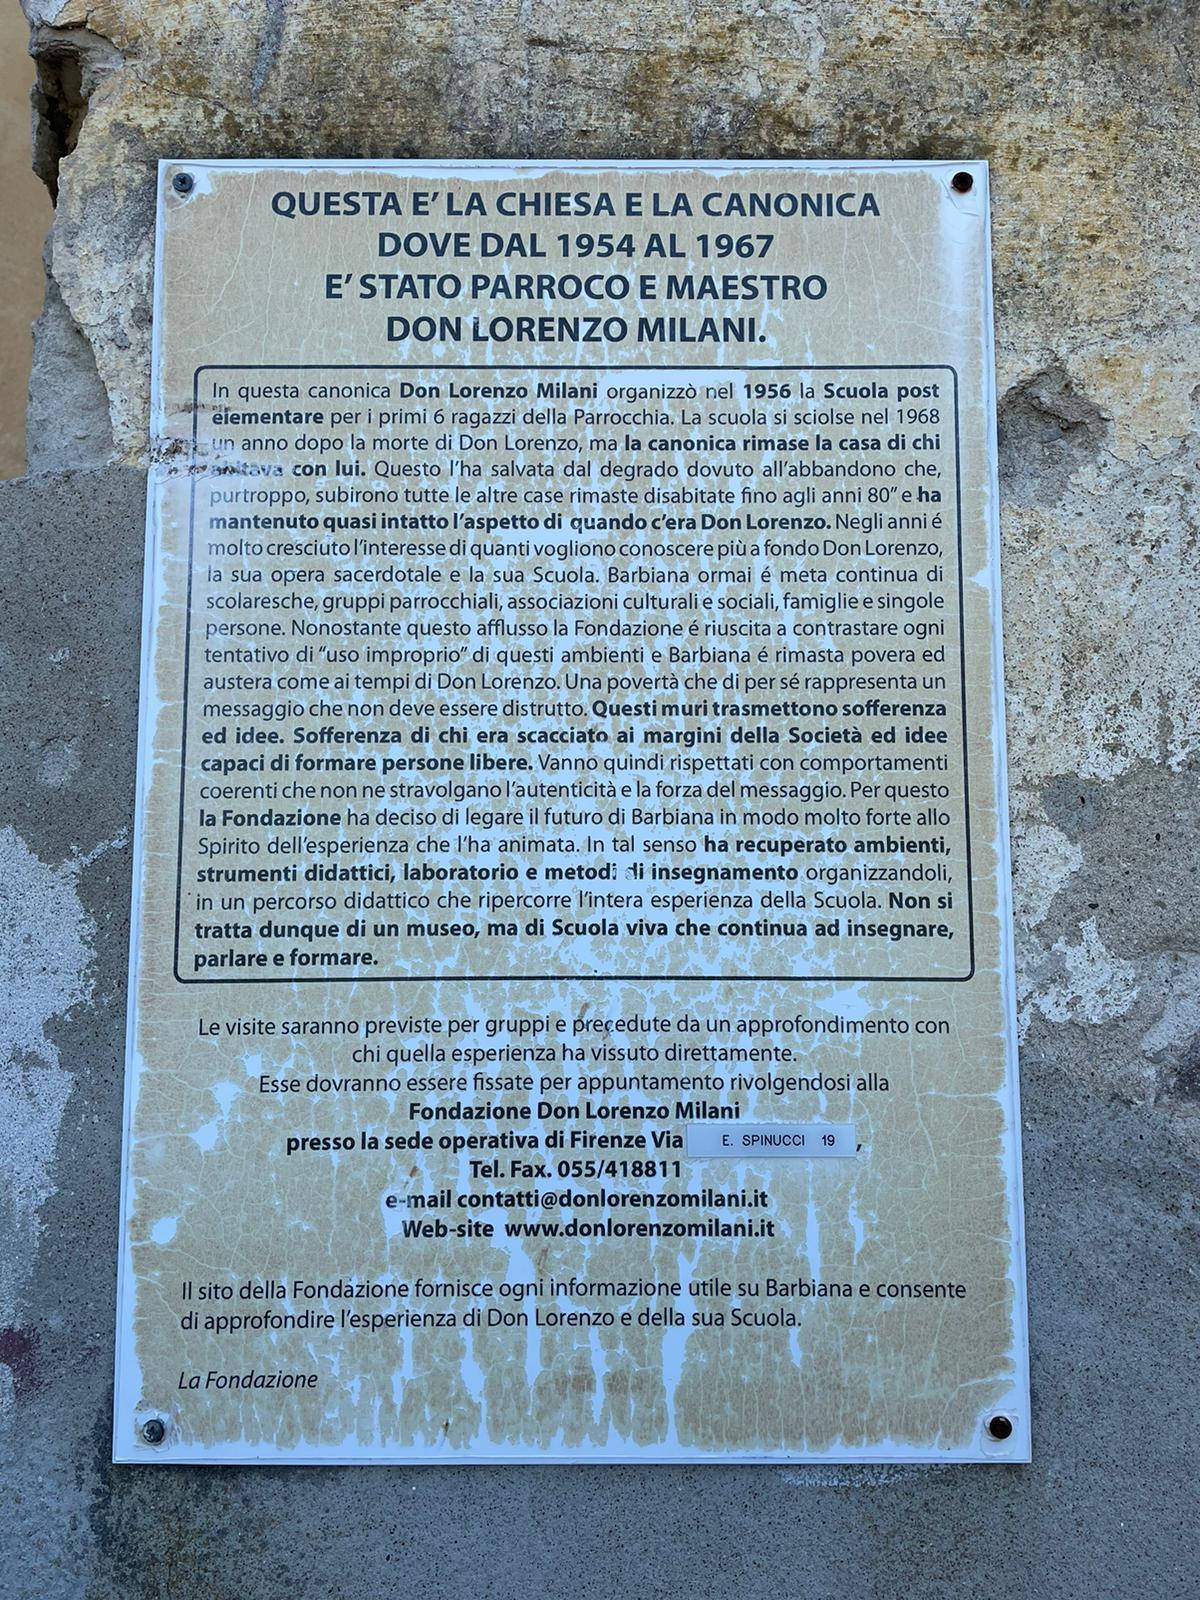 QUESTA E' LA CHIESA E LA CANONICA
DOVE DAL 1954 AL 1967
E' STATO PARROCO E MAESTRO
DON LORENZO MILANI.
In questa canonica Don Lorenzo Milani organizzò nel 1956 la Scuola post
elementare per i primi 6 ragazzi della Parrocchia. La scuola si sciolse nel 1968
un anno dopo la morte di Don Lorenzo, ma la canonica rimase la casa di chi
abitava con lui. Questo l'ha salvata dal degrado dovuto all'abbandono che,
purtroppo, subirono tutte le altre case rimaste disabitate fino agli anni 80" e ha
mantenuto quasi intatto l'aspetto di quando c'era Don Lorenzo. Negli anni é
molto cresciuto l'interesse di quanti vogliono conoscere più a fondo Don Lorenzo,
la sua opera sacerdotale e la sua Scuola. Barbiana ormai é meta continua di
scolaresche, gruppi parrocchiali, associazioni culturali e sociali, famiglie e singole
persone. Nonostante questo afflusso la Fondazione é riuscita a contrastare ogni
tentativo di "uso improprio" di questi ambienti e Barbiana é rimasta povera ed
austera come ai tempi di Don Lorenzo. Una povertà che di per sé rappresenta un
messaggio che non deve essere distrutto. Questi muri trasmettono sofferenza
ed idee. Sofferenza di chi era scacciato ai margini della Società ed idee
capaci di formare persone libere. Vanno quindi rispettati con comportamenti
coerenti che non ne stravolgano l'autenticità e la forza del messaggio. Per questo
la Fondazione ha deciso di legare il futuro di Barbiana in modo molto forte allo
Spirito dell'esperienza che l'ha animata. In tal senso ha recuperato ambienti,
strumenti didattici, laboratorio e metodi di insegnamento organizzandoli,
in un percorso didattico che ripercorre l'intera esperienza della Scuola. Non si
tratta dunque di un museo, ma di Scuola viva che continua ad insegnare,
parlare e formare.
Le visite saranno previste per gruppi e precedute da un approfondimento con
chi quella esperienza ha vissuto direttamente.
Esse dovranno essere fissate per appuntamento rivolgendosi alla
Fondazione Don Lorenzo Milani
presso la sede operativa di Firenze Via E. SPINUCCI 19,
Tel. Fax. 055/418811
e-mail contatti@donlorenzomilani.it
Web-site www.donlorenzomilani.it
Il sito della Fondazione fornisce ogni informazione utile su Barbiana e consente
di approfondire l'esperienza di Don Lorenzo e della sua Scuola.
La Fondazione